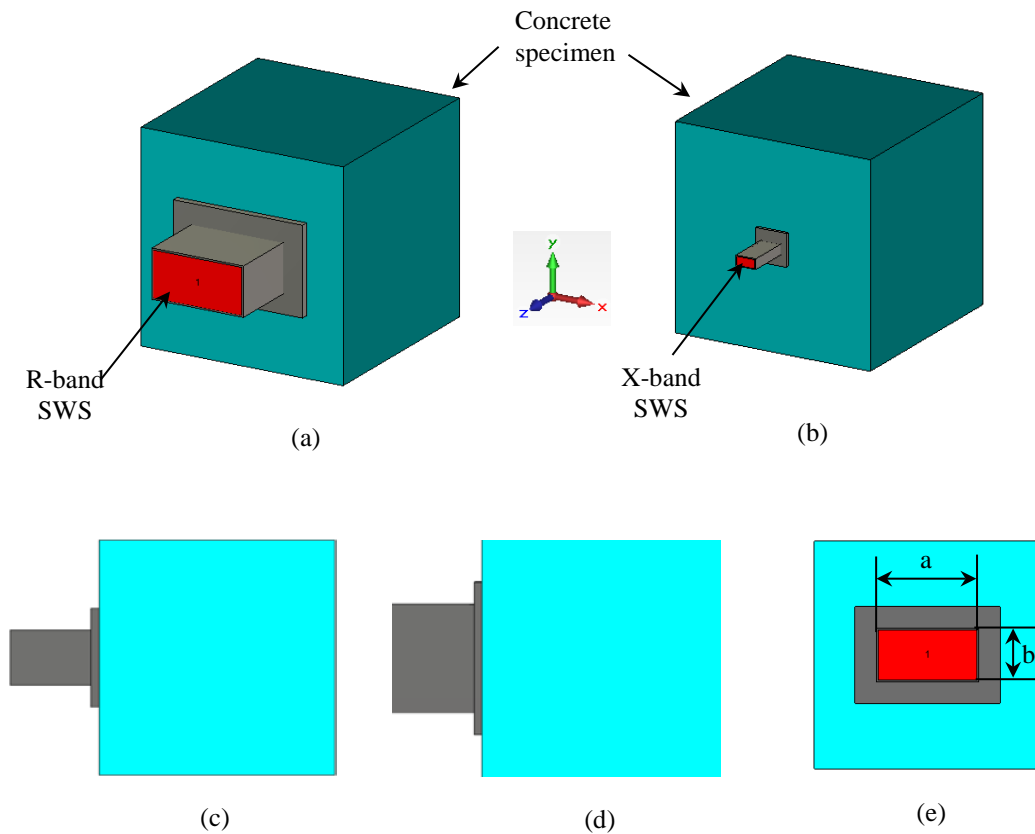 Concrete
specimen
1
y
x
z
R-band
SWS
X-band
SWS
(a)
(b)
a
b
1
(c)
(d)
(e)